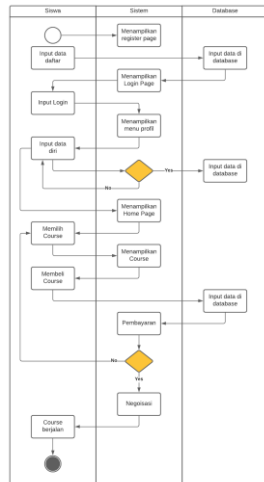 Siswa
Sistem
Database
Menampilkan
register page
Input data
daftar
Input data di
database
Menampilkan
Login Page
Input Login
Menampilkan
menu profil
Input data
diri
Yes
Input data di
database
No
Menampilkan
Home Page
Memilih
Course
Menampilkan
Course
Membeli
Course
Input data di
database
Pembayaran
No
Yes
Negoisasi
Course
berjalan